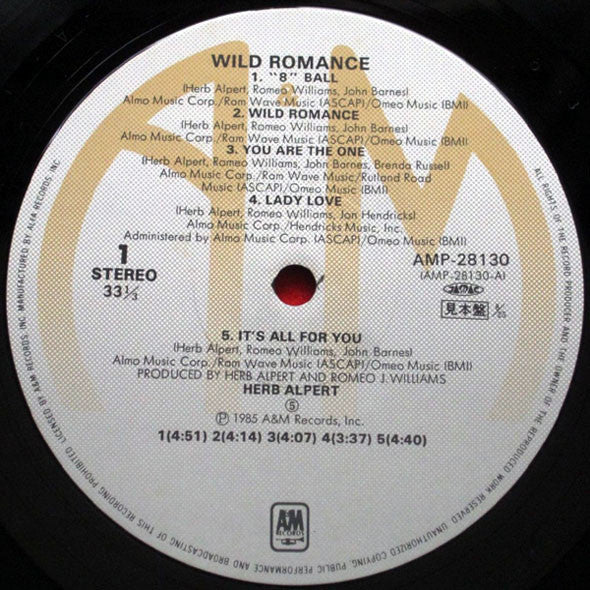 WILD ROMANCE
1. "8" BALL
(Herb Alpert, Romeo Williams, John Barnes)
Almo Music Corp./Ram Wave Music (ASCAP)/Omeo Music (BMI)
2. WILD ROMANCE
(Herb Alpert, Romeo Williams, John Barnes)
Almo Music Corp./Ram Wave Music (ASCAP)/Omeo Music (BMI)
3. YOU ARE THE ONE
(Herb Alpert, Romeo Williams, John Barnes, Brenda Russell)
Almo Music Corp./Ram Wave Music/Rutland Road
Music (ASCAP)/Omeo Music (BMI)
4. LADY LOVE
(Herb Alpert, Romeo Williams, Jon Hendricks)
Almo Music Corp./Hendricks Music, Inc.
Administered by Almo Music Corp. (ASCAP)/Omeo Music (BMI)
1
STEREO
33 1/3
AMP-28130
(AMP-28130-A)
見本盤
5. IT'S ALL FOR YOU
(Herb Alpert, Romeo Williams, John Barnes)
Almo Music Corp./Ram Wave Music (ASCAP)/Omeo Music (BMI)
PRODUCED BY HERB ALPERT AND ROMEO J. WILLIAMS
HERB ALPERT
Ⓢ
Ⓟ 1985 A&M Records, Inc.
1(4:51) 2(4:14) 3(4:07) 4(3:37) 5(4:40)
A&M
RECORDS
ALL RIGHTS OF THE RECORD PRODUCER AND THE OWNER OF THE REPRODUCED WORK RESERVED. UNAUTHORIZED COPYING, PUBLIC PERFORMANCE AND BROADCASTING OF THIS RECORDING PROHIBITED. LICENSED BY A&M RECORDS INC. MANUFACTURED BY ALFA RECORDS, INC.